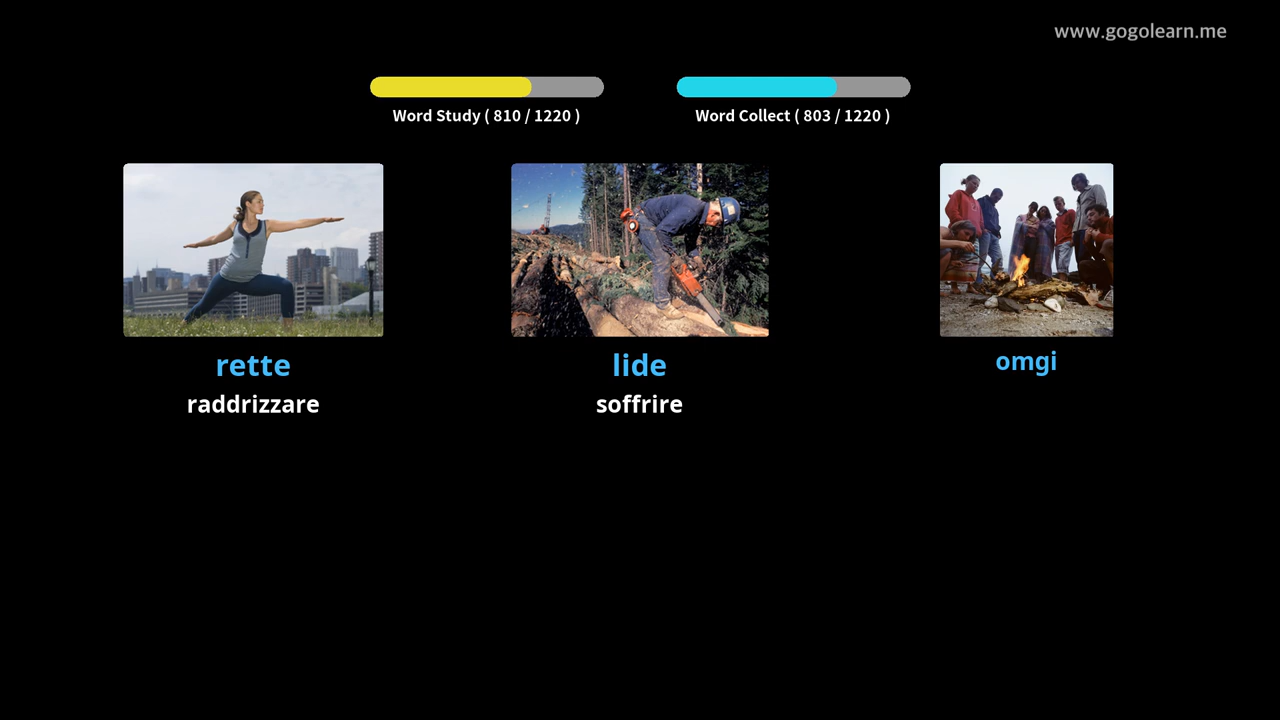 www.gogolearn.me
Word Study ( 810 / 1220 )
Word Collect ( 803 / 1220 )
rette
raddrizzare
lide
soffrire
omgi